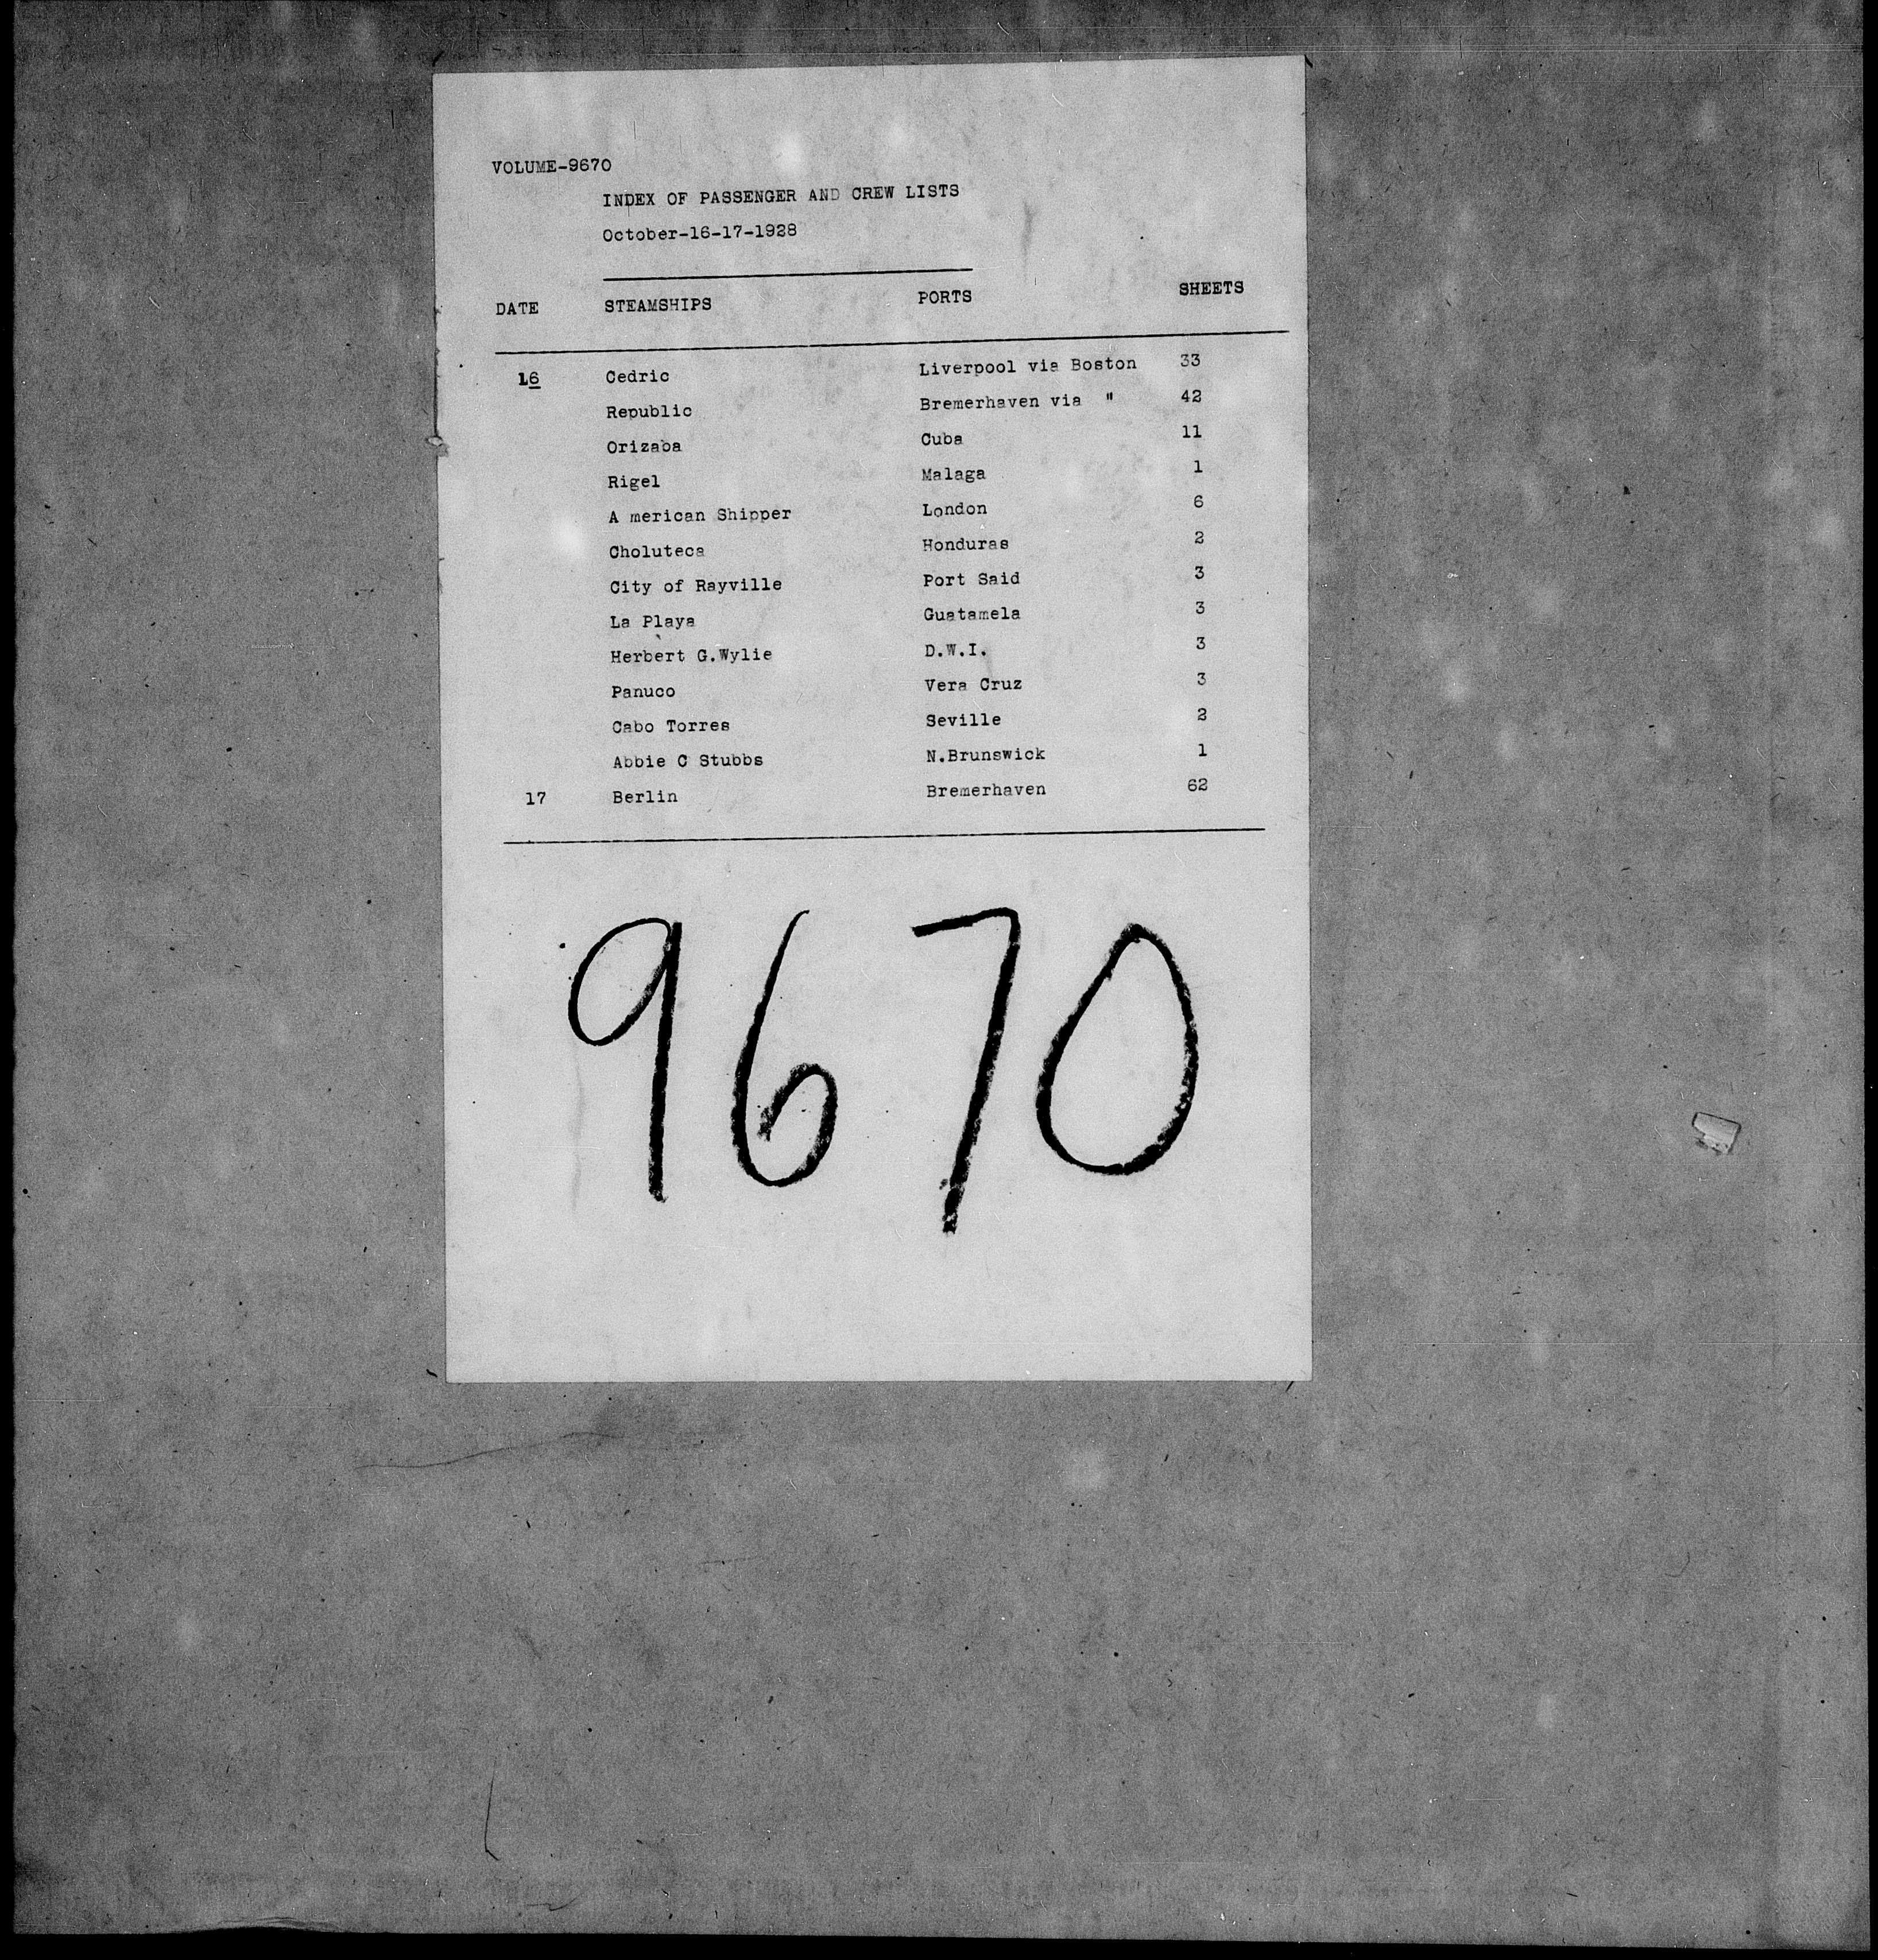 VOLUME-9670
INDEX OF PASSENGER AND CREW LISTS
October-16-17-1928
DATE STEAMSHIPS PORTS SHEETS
16 Cedric Liverpool via Boston 33
Republic Bremerhaven via " 42
Orizaba Cuba 11
Rigel Malaga 1
A merican Shipper London 6
Choluteca Honduras 2
City of Rayville Port Said 3
La Playa Guatamela 3
Herbert G.Wylie D.W.I. 3
Panuco Vera Cruz 3
Cabo Torres Seville 2
Abbie C Stubbs N.Brunswick 1
17 Berlin Bremerhaven 62
9670